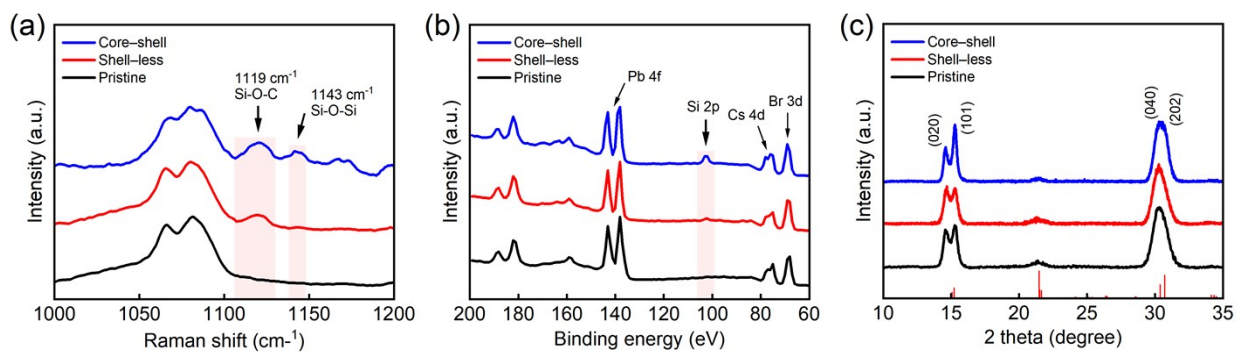 (a)
Core–shell
Shell–less
Pristine
1119 cm-1
Si-O-C
1143 cm-1
Si-O-Si
Intensity (a.u.)
1000 1050 1100 1150 1200
Raman shift (cm-1)
(b)
Core–shell
Shell–less
Pristine
Pb 4f
Si 2p
Cs 4d
Br 3d
Intensity (a.u.)
200 180 160 140 120 100 80 60
Binding energy (eV)
(c)
Core–shell
Shell–less
Pristine
(020)
(101)
(040)
(202)
Intensity (a.u.)
10 15 20 25 30 35
2 theta (degree)